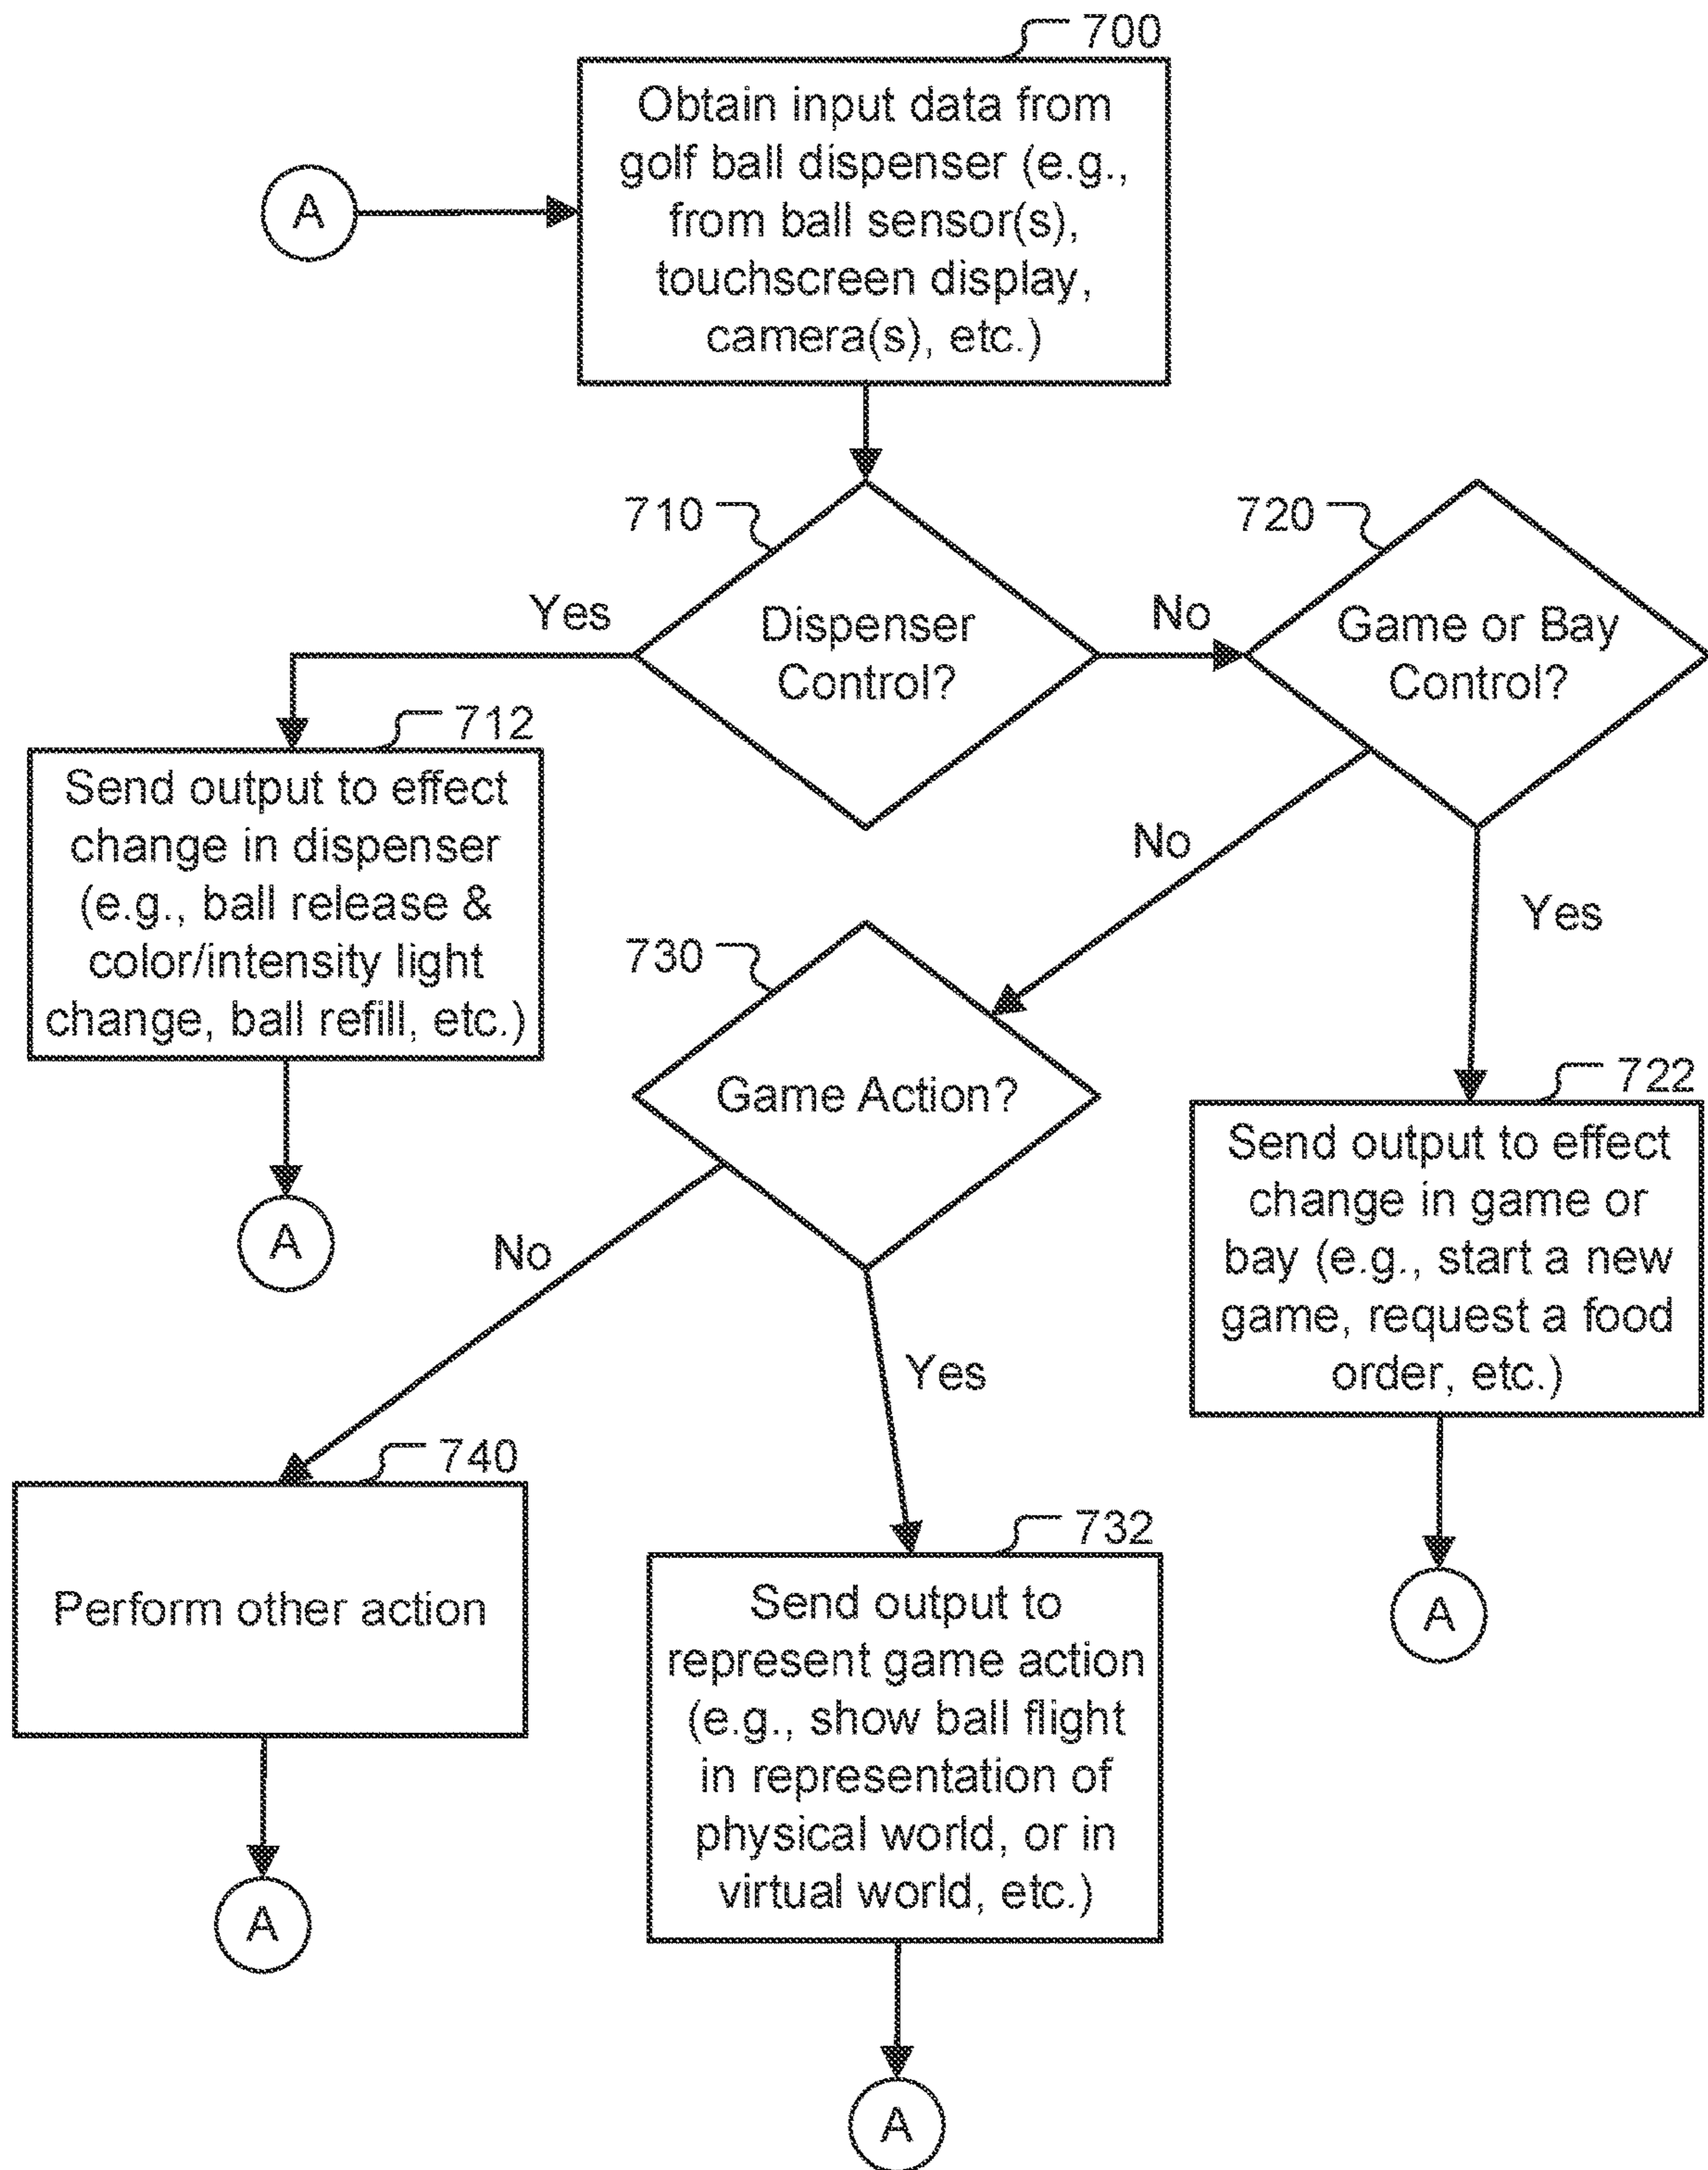 700
Obtain input data from
golf ball dispenser (e.g.,
from ball sensor(s),
touchscreen display,
camera(s), etc.)
A
710
Dispenser
Control?
Yes
No
720
Game or Bay
Control?
No
Yes
712
Send output to effect
change in dispenser
(e.g., ball release &
color/intensity light
change, ball refill, etc.)
A
730
Game Action?
No
Yes
722
Send output to effect
change in game or
bay (e.g., start a new
game, request a food
order, etc.)
A
740
Perform other action
A
732
Send output to
represent game action
(e.g., show ball flight
in representation of
physical world, or in
virtual world, etc.)
A